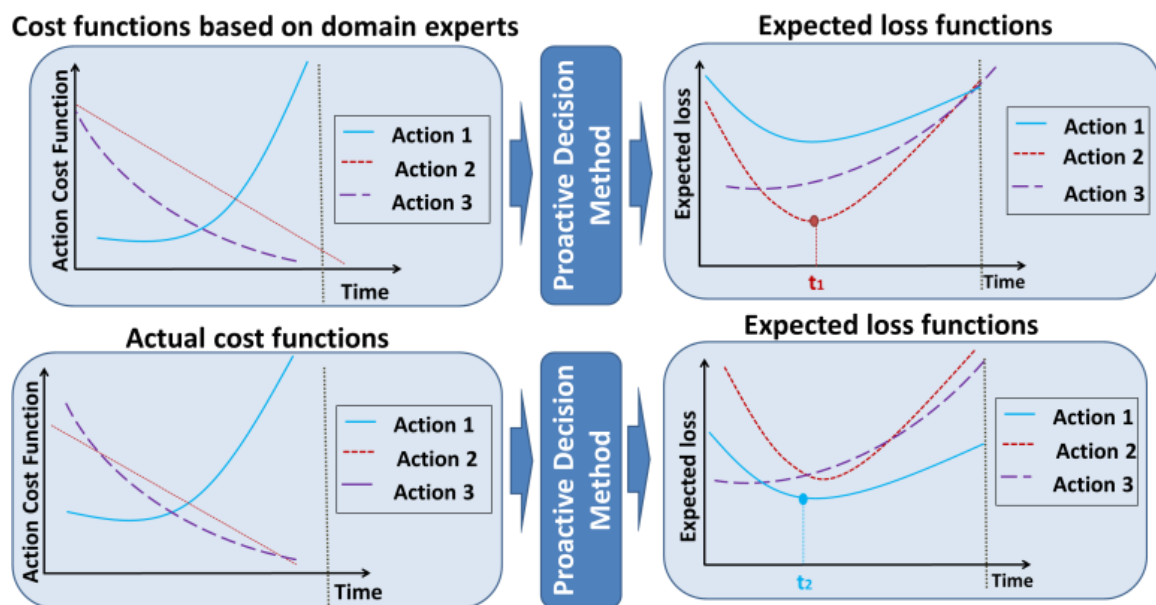 Cost functions based on domain experts
Action Cost Function
Action 1
Action 2
Action 3
Time
Proactive Decision
Method
Expected loss functions
Expected loss
Action 1
Action 2
Action 3
t1
Time
Actual cost functions
Action Cost Function
Action 1
Action 2
Action 3
Time
Proactive Decision
Method
Expected loss functions
Expected loss
Action 1
Action 2
Action 3
t2
Time